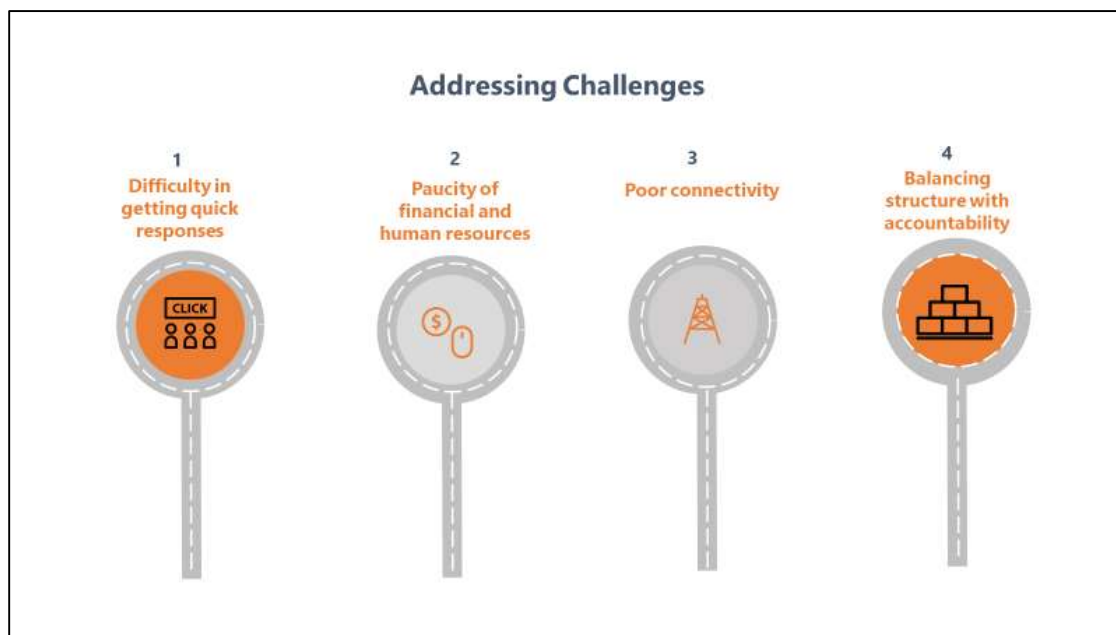 Addressing Challenges
1
Difficulty in
getting quick
responses
CLICK
2
Paucity of
financial and
human resources
$
3
Poor connectivity
4
Balancing
structure with
accountability